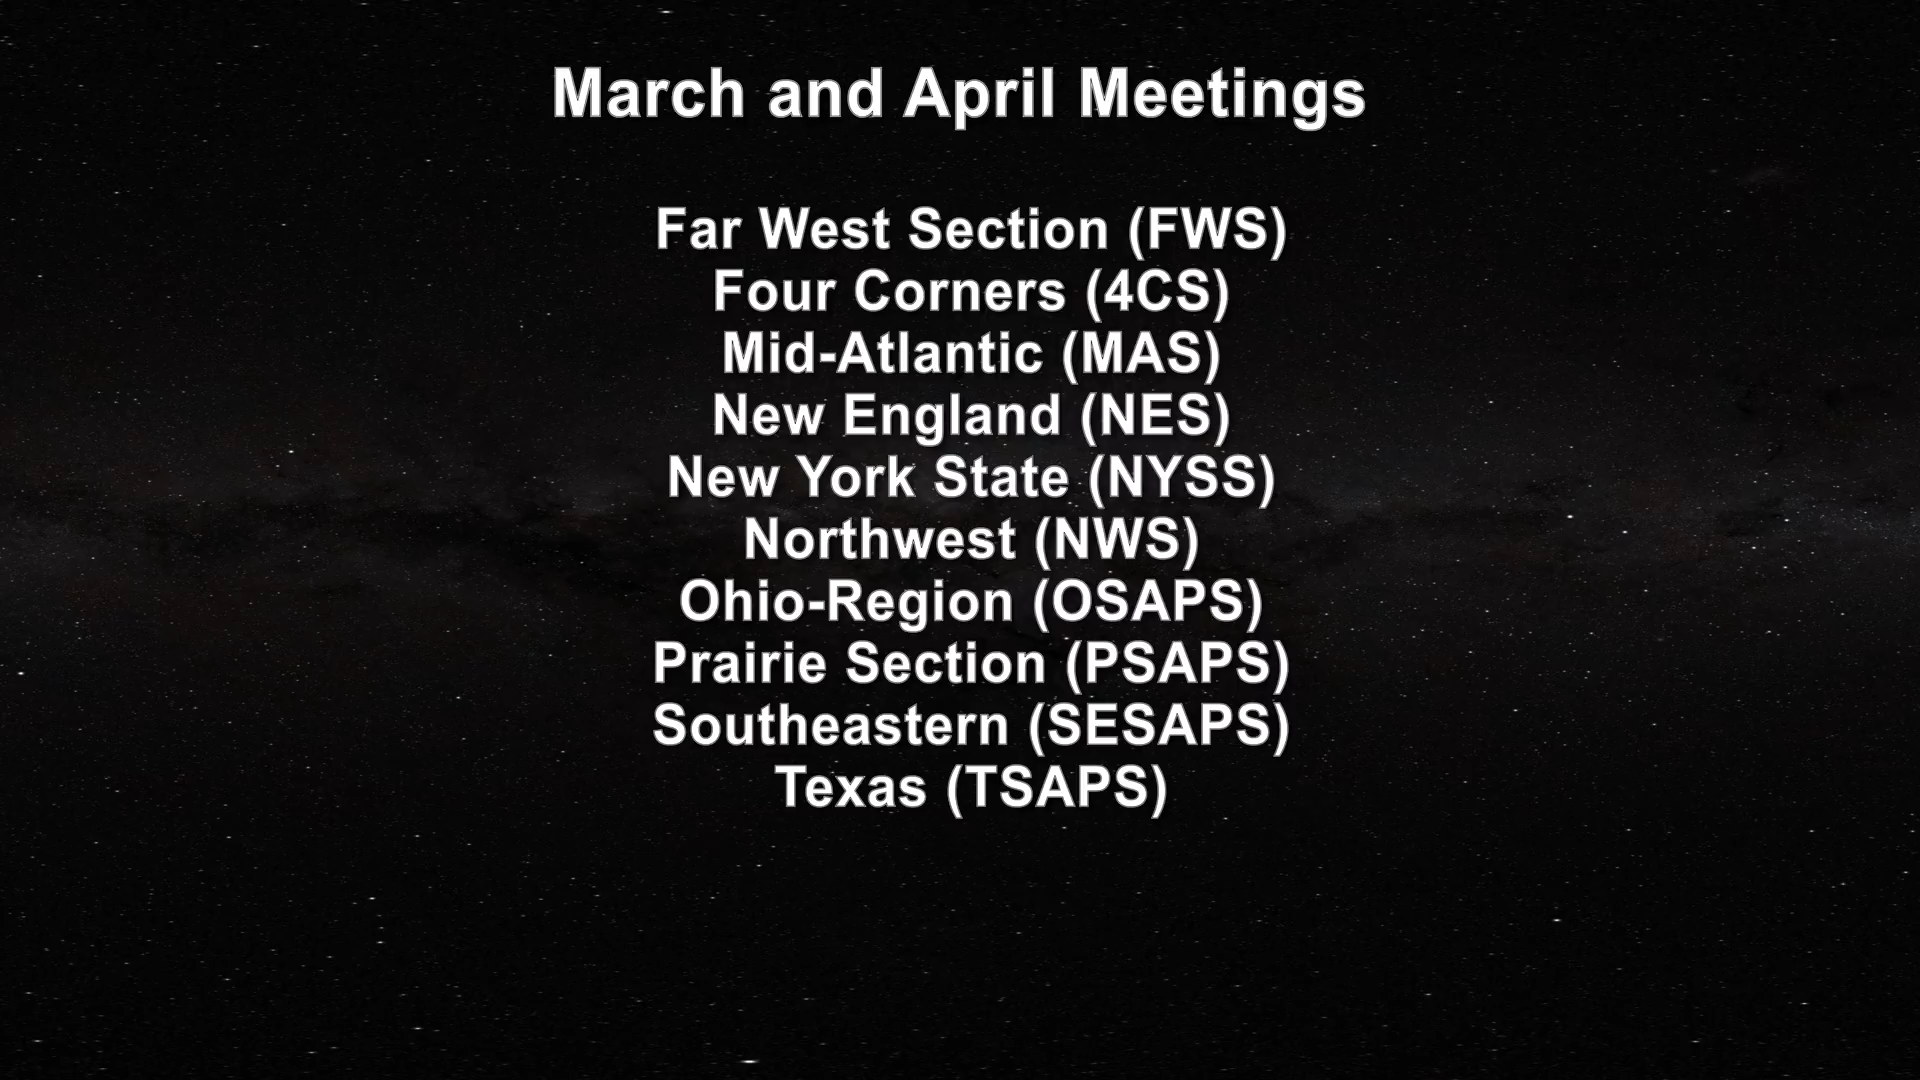 March and April Meetings
Far West Section (FWS)
Four Corners (4CS)
Mid-Atlantic (MAS)
New England (NES)
New York State (NYSS)
Northwest (NWS)
Ohio-Region (OSAPS)
Prairie Section (PSAPS)
Southeastern (SESAPS)
Texas (TSAPS)